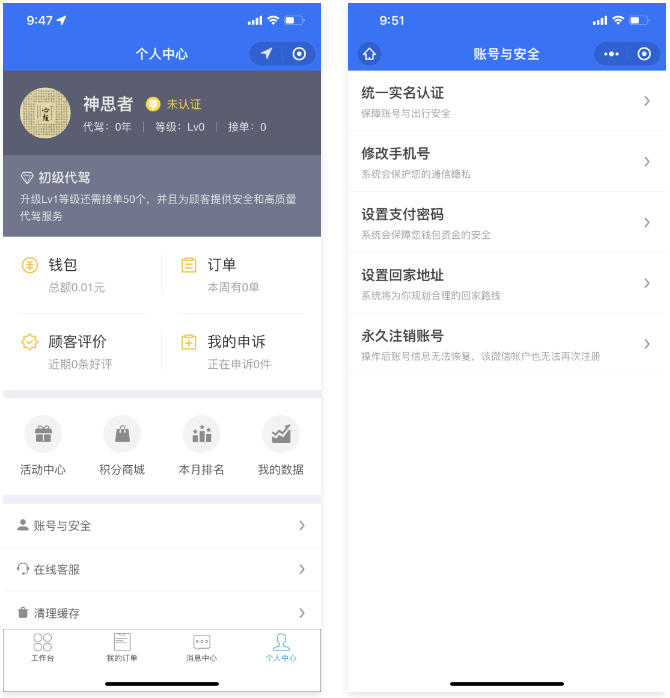 9:47
个人中心
神思者
未认证
代驾：0年
等级：Lv0
接单：0
初级代驾
升级Lv1等级还需接单50个，并且为顾客提供安全和高质量
代驾服务
钱包
总额0.01元
订单
本周有0单
顾客评价
近期0条好评
我的申诉
正在申诉0件
活动中心
积分商城
本月排名
我的数据
账号与安全
在线客服
清理缓存
工作台
我的订单
消息中心
个人中心
9:51
账号与安全
统一实名认证
保障账号与出行安全
修改手机号
系统会保护您的通信隐私
设置支付密码
系统会保障您钱包资金的安全
设置回家地址
系统将为你规划合理的回家路线
永久注销账号
操作后账号信息无法恢复，该微信帐户也无法再次注册